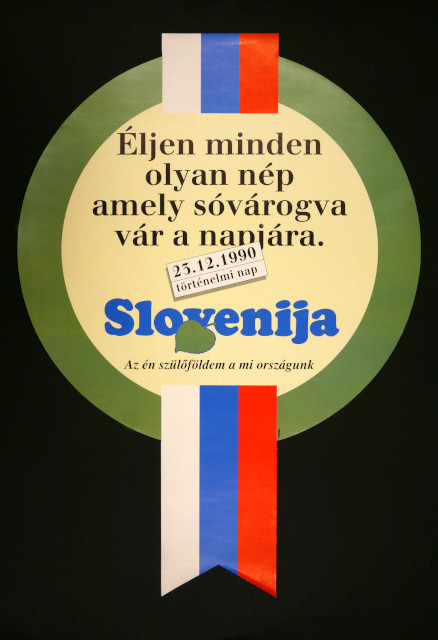 Éljen minden
olyan nép
amely sóvárogva
vár a napjára.
23.12.1990
történelmi nap
Slovenija
Az én szülőföldem a mi országunk